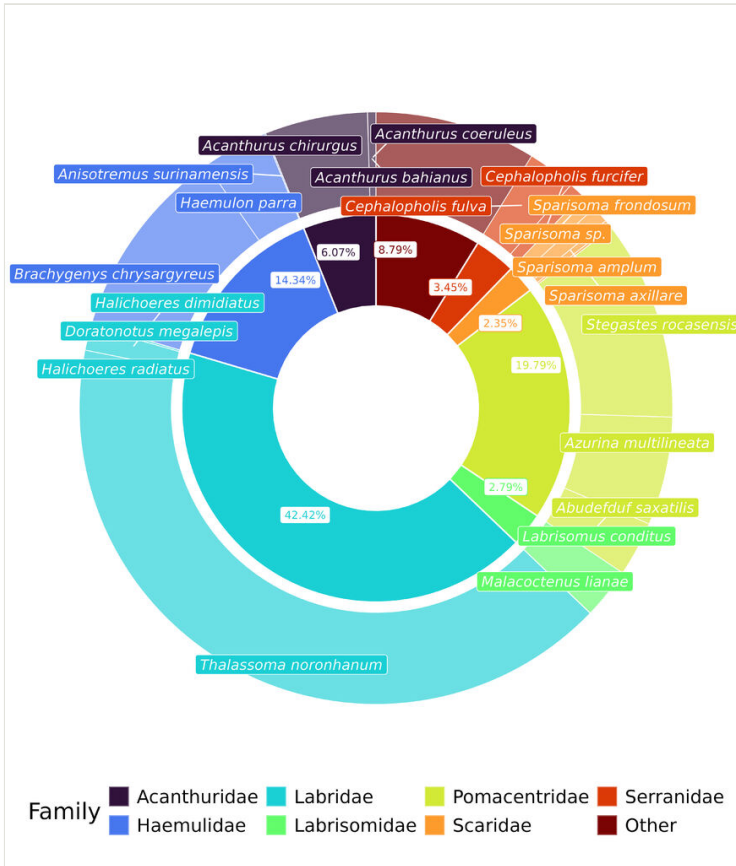 Acanthurus coeruleus
Acanthurus chirurgus
Anisotremus surinamensis
Acanthurus bahianus
Cephalopholis furcifer
Haemulon parra
Cephalopholis fulva
Sparisoma frondosum
Sparisoma sp.
6.07%
8.79%
Brachygenys chrysargyreus
14.34%
3.45%
Sparisoma amplum
Halichoeres dimidiatus
Sparisoma axillare
Doratonotus megalepis
2.35%
Stegastes rocasensis
Halichoeres radiatus
19.79%
Azurina multilineata
2.79%
Abudefduf saxatilis
42.42%
Labrisomus conditus
Malacoctenus lianae
Thalassoma noronhanum
Family
Acanthuridae Labridae Pomacentridae Serranidae
Haemulidae Labrisomidae Scaridae Other